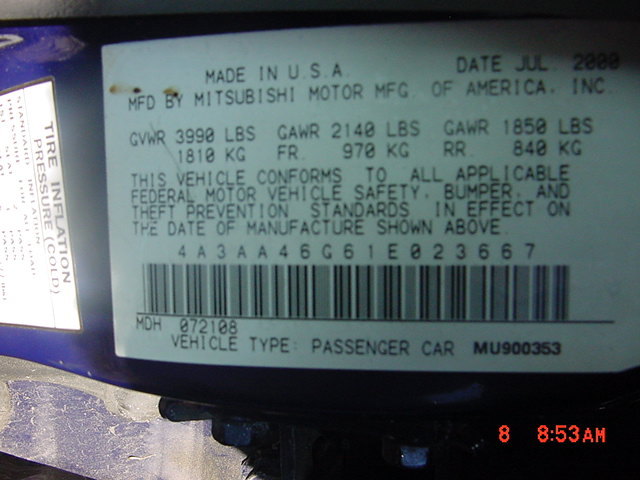 MADE IN U.S.A. DATE JUL. 2000
MFD BY MITSUBISHI MOTOR MFG. OF AMERICA, INC.
GVWR 3990 LBS GAWR 2140 LBS GAWR 1850 LBS
1810 KG FR. 970 KG RR. 840 KG
THIS VEHICLE CONFORMS TO ALL APPLICABLE
FEDERAL MOTOR VEHICLE SAFETY, BUMPER, AND
THEFT PREVENTION STANDARDS IN EFFECT ON
THE DATE OF MANUFACTURE SHOWN ABOVE.
4A3AA46G61E023667
MDH 072108
VEHICLE TYPE: PASSENGER CAR MU900353
TIRE INFLATION
PRESSURE (COLD)
STANDARD INFLATION
8 8:53AM